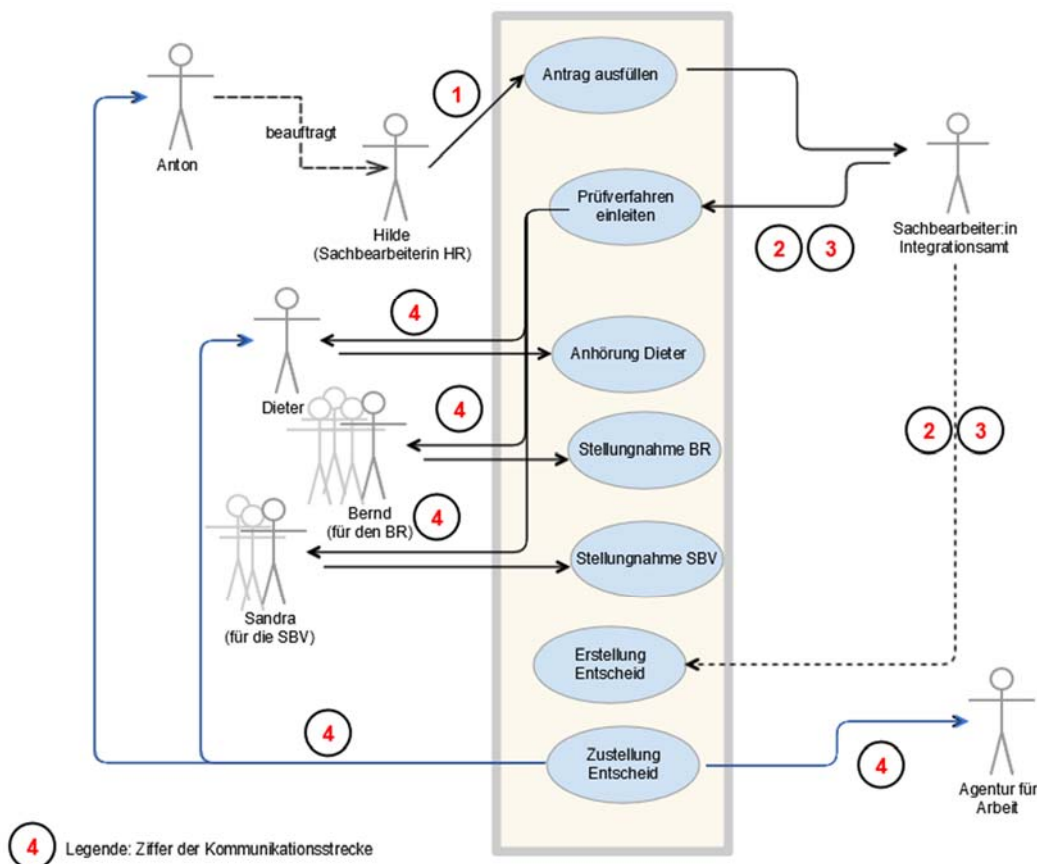 Anton
beauftragt
Hilde
(Sachbearbeiterin HR)
1
Antrag ausfüllen
Prüfverfahren
einleiten
2 3
Sachbearbeiter:in
Integrationsamt
4
Dieter
Anhörung Dieter
4
Bernd
(für den BR)
Stellungnahme BR
2 3
4
Sandra
(für die SBV)
Stellungnahme SBV
Erstellung
Entscheid
4
Zustellung
Entscheid
4
Agentur für
Arbeit
4 Legende: Ziffer der Kommunikationsstrecke